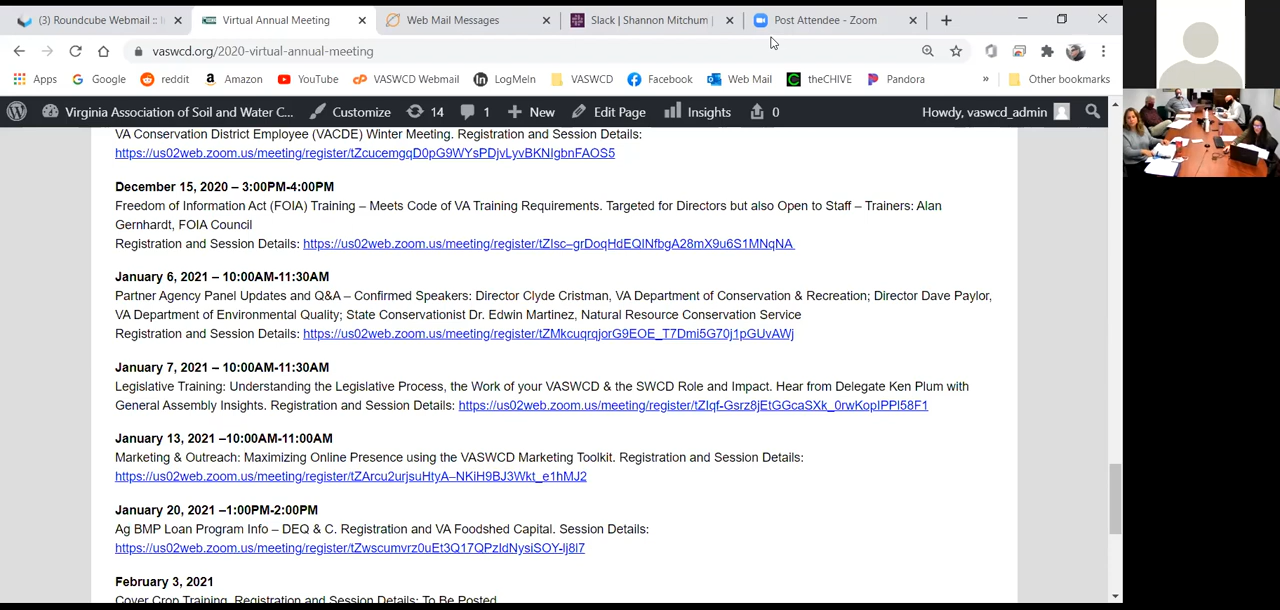 (3) Roundcube Webmail :: I
Virtual Annual Meeting
Web Mail Messages
Slack | Shannon Mitchum |
Post Attendee - Zoom
vaswcd.org/2020-virtual-annual-meeting
Apps
Google
reddit
Amazon
YouTube
VASWCD Webmail
LogMeIn
VASWCD
Facebook
Web Mail
theCHIVE
Pandora
»
Other bookmarks
Virginia Association of Soil and Water C...
Customize
14
1
New
Edit Page
Insights
0
Howdy, vaswcd_admin
VA Conservation District Employee (VACDE) Winter Meeting. Registration and Session Details:
https://us02web.zoom.us/meeting/register/tZcucemgqD0pG9WYsPDjvLyvBKNIgbnFAOS5
December 15, 2020 – 3:00PM-4:00PM
Freedom of Information Act (FOIA) Training – Meets Code of VA Training Requirements. Targeted for Directors but also Open to Staff – Trainers: Alan
Gernhardt, FOIA Council
Registration and Session Details: https://us02web.zoom.us/meeting/register/tZIsc–grDoqHdEQINfbgA28mX9u6S1MNqNA
January 6, 2021 – 10:00AM-11:30AM
Partner Agency Panel Updates and Q&A – Confirmed Speakers: Director Clyde Cristman, VA Department of Conservation & Recreation; Director Dave Paylor,
VA Department of Environmental Quality; State Conservationist Dr. Edwin Martinez, Natural Resource Conservation Service
Registration and Session Details: https://us02web.zoom.us/meeting/register/tZMkcuqrqjorG9EOE_T7Dmi5G70j1pGUvAWj
January 7, 2021 – 10:00AM-11:30AM
Legislative Training: Understanding the Legislative Process, the Work of your VASWCD & the SWCD Role and Impact. Hear from Delegate Ken Plum with
General Assembly Insights. Registration and Session Details: https://us02web.zoom.us/meeting/register/tZIqf-Gsrz8jEtGGcaSXk_0rwKopIPPl58F1
January 13, 2021 –10:00AM-11:00AM
Marketing & Outreach: Maximizing Online Presence using the VASWCD Marketing Toolkit. Registration and Session Details:
https://us02web.zoom.us/meeting/register/tZArcu2urjsuHtyA–NKiH9BJ3Wkt_e1hMJ2
January 20, 2021 –1:00PM-2:00PM
Ag BMP Loan Program Info – DEQ & C. Registration and VA Foodshed Capital. Session Details:
https://us02web.zoom.us/meeting/register/tZwscumvrz0uEt3Q17QPzIdNysiSOY-Ij8l7
February 3, 2021
Cover Crop Training. Registration and Session Details: To Be Posted